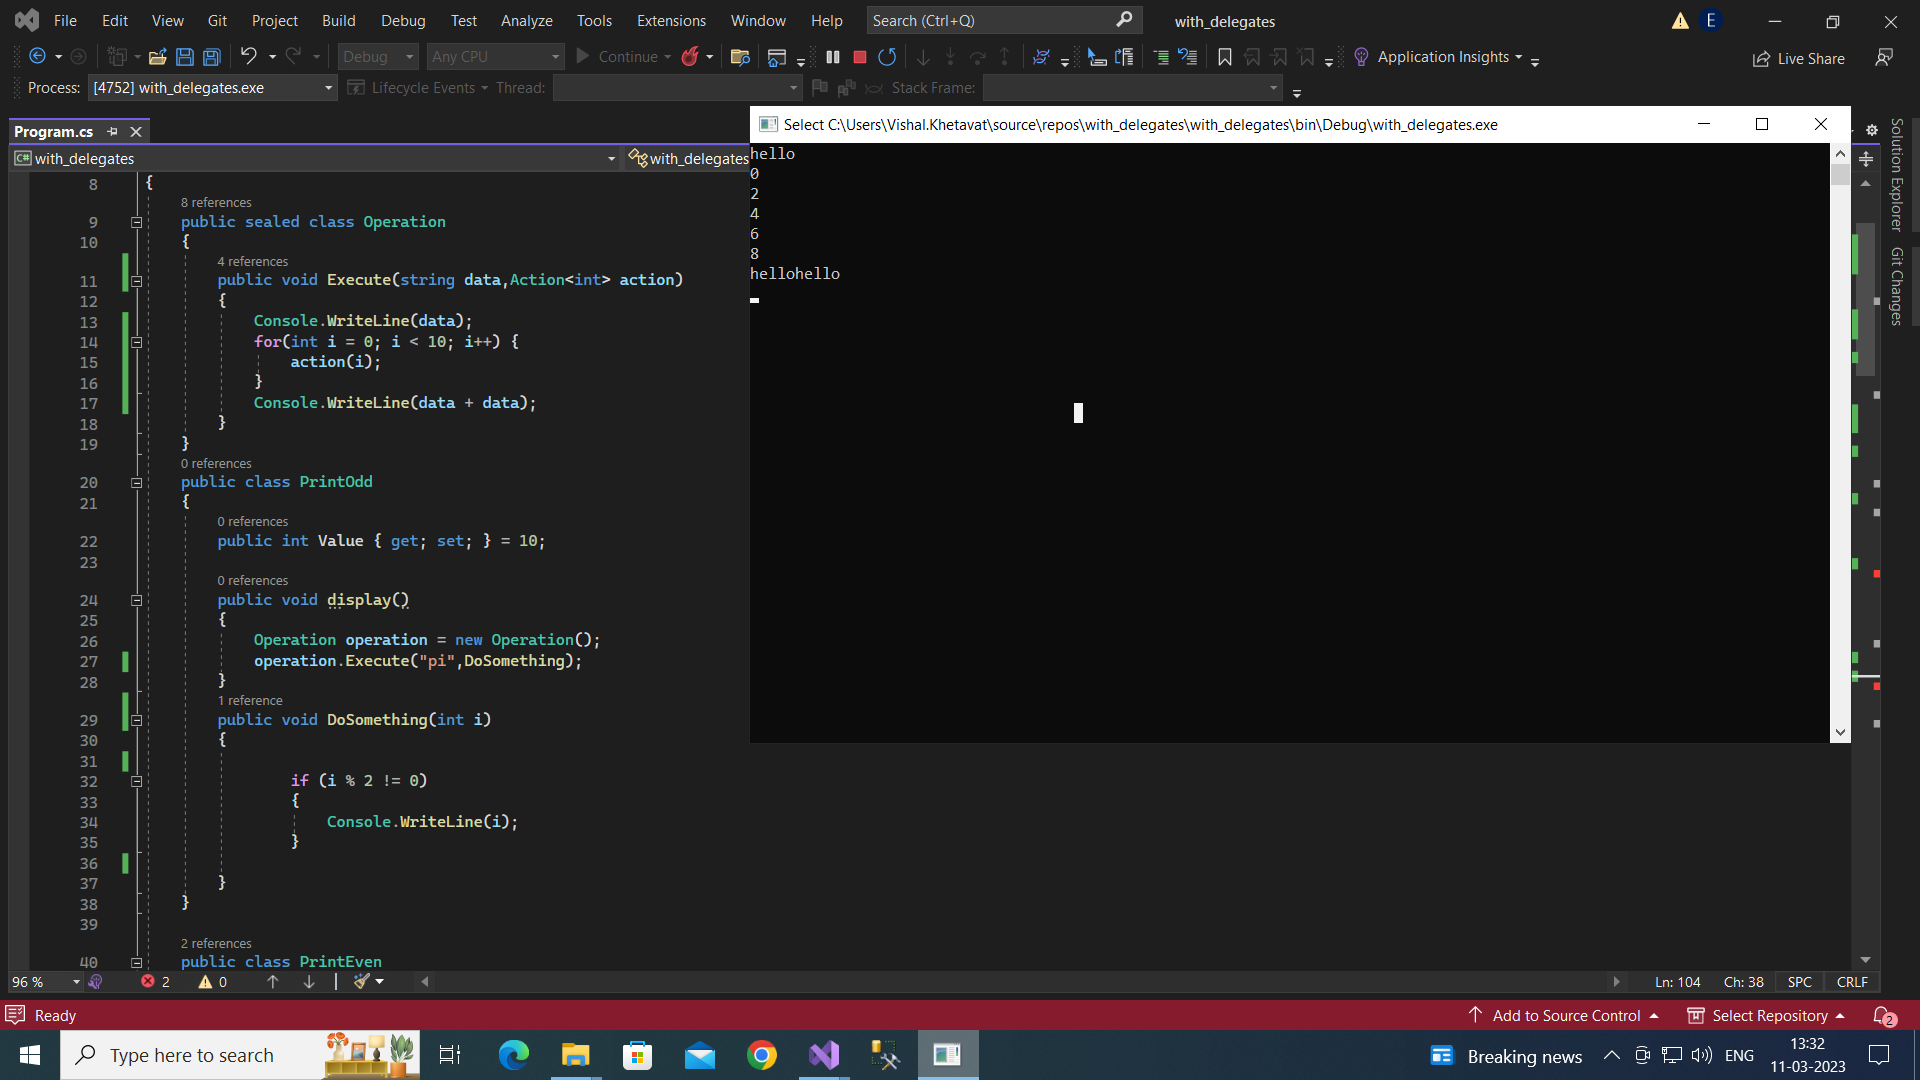 File Edit View Git Project Build Debug Test Analyze Tools Extensions Window Help Search (Ctrl+Q) with_delegates E
Debug Any CPU Continue Application Insights Live Share
Process: [4752] with_delegates.exe Lifecycle Events Thread: Stack Frame:
Program.cs
with_delegates with_delegates
8 {
8 references
9 public sealed class Operation
10 {
4 references
11 public void Execute(string data,Action<int> action)
12 {
13 Console.WriteLine(data);
14 for(int i = 0; i < 10; i++) {
15 action(i);
16 }
17 Console.WriteLine(data + data);
18 }
19 }
0 references
20 public class PrintOdd
21 {
0 references
22 public int Value { get; set; } = 10;
23
0 references
24 public void display()
25 {
26 Operation operation = new Operation();
27 operation.Execute("pi",DoSomething);
28 }
1 reference
29 public void DoSomething(int i)
30 {
31
32 if (i % 2 != 0)
33 {
34 Console.WriteLine(i);
35 }
36
37 }
38 }
39
2 references
40 public class PrintEven
Select C:\Users\Vishal.Khetavat\source\repos\with_delegates\with_delegates\bin\Debug\with_delegates.exe
hello
0
2
4
6
8
hellohello
Solution Explorer
Git Changes
96 % 2 0 Ln: 104 Ch: 38 SPC CRLF
Ready Add to Source Control Select Repository 2
Type here to search Breaking news ENG 13:32
11-03-2023